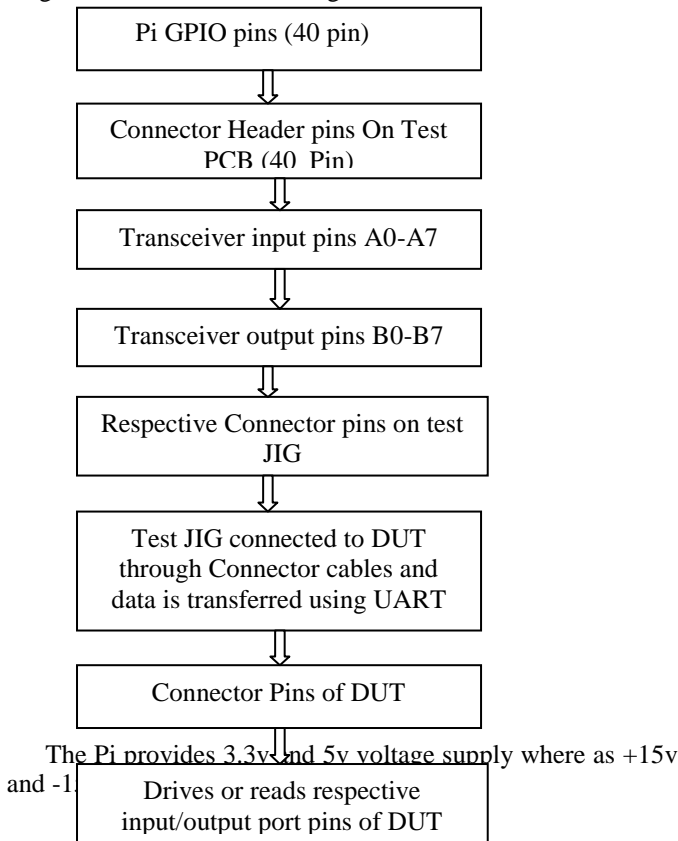 Pi GPIO pins (40 pin)
Connector Header pins On Test
PCB (40 Pin)
Transceiver input pins A0-A7
Transceiver output pins B0-B7
Respective Connector pins on test
JIG
Test JIG connected to DUT
through Connector cables and
data is transferred using UART
Connector Pins of DUT
The Pi provides 3.3v and 5v voltage supply where as +15v
and
Drives or reads respective
input/output port pins of DUT